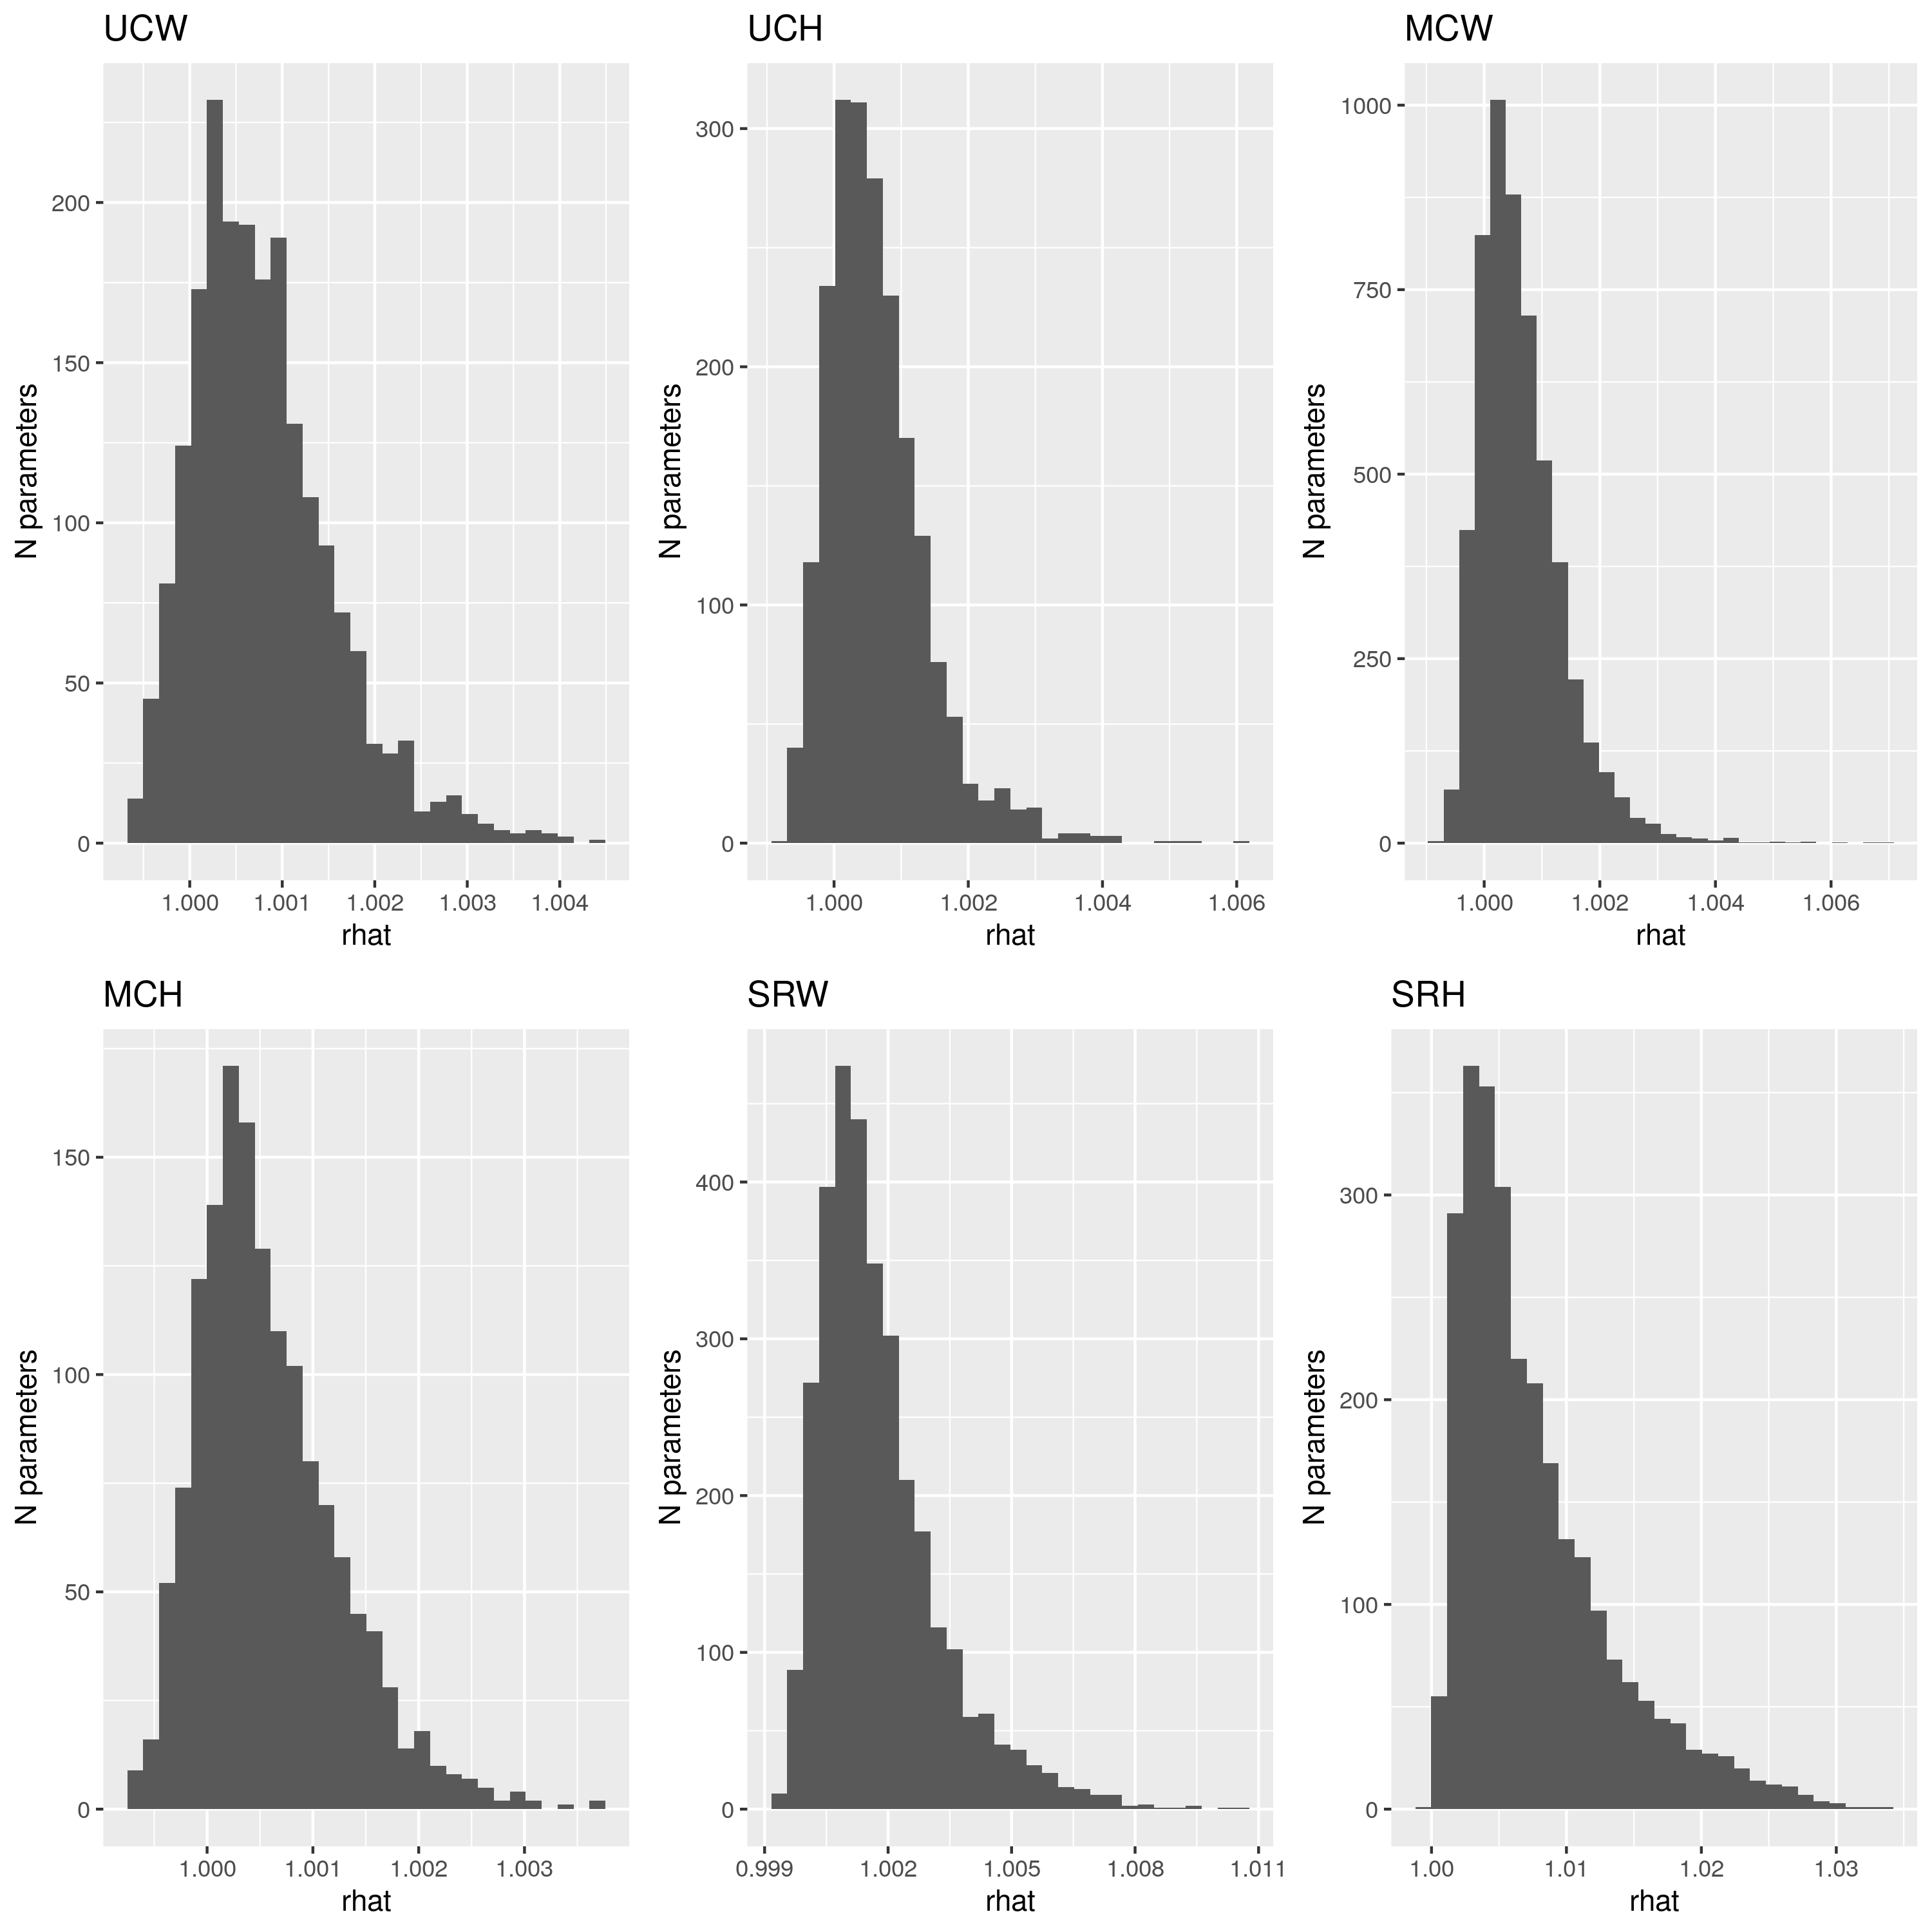 UCW
N parameters
200
150
100
50
0
1.000 1.001 1.002 1.003 1.004
rhat
UCH
N parameters
300
200
100
0
1.000 1.002 1.004 1.006
rhat
MCW
N parameters
1000
750
500
250
0
1.000 1.002 1.004 1.006
rhat
MCH
N parameters
150
100
50
0
1.000 1.001 1.002 1.003
rhat
SRW
N parameters
400
300
200
100
0
0.999 1.002 1.005 1.008 1.011
rhat
SRH
N parameters
300
200
100
0
1.00 1.01 1.02 1.03
rhat